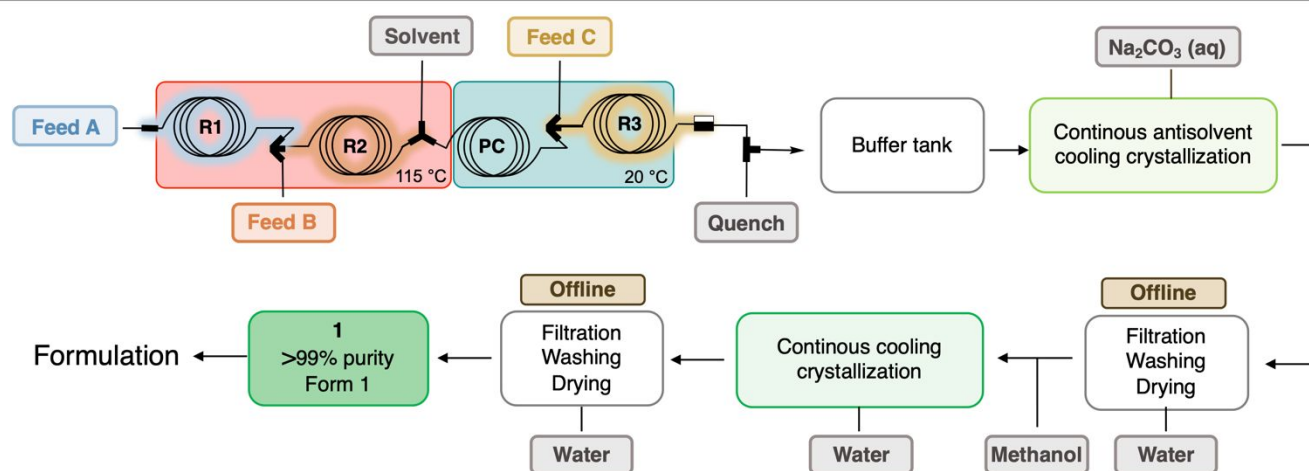 Solvent
Feed C
Na₂CO₃ (aq)
Feed A
R1
R2
PC
R3
115 °C
20 °C
Feed B
Quench
Buffer tank
Continous antisolvent
cooling crystallization
Offline
Filtration
Washing
Drying
Water
Methanol
Continous cooling
crystallization
Water
Offline
Filtration
Washing
Drying
Water
1
>99% purity
Form 1
Formulation